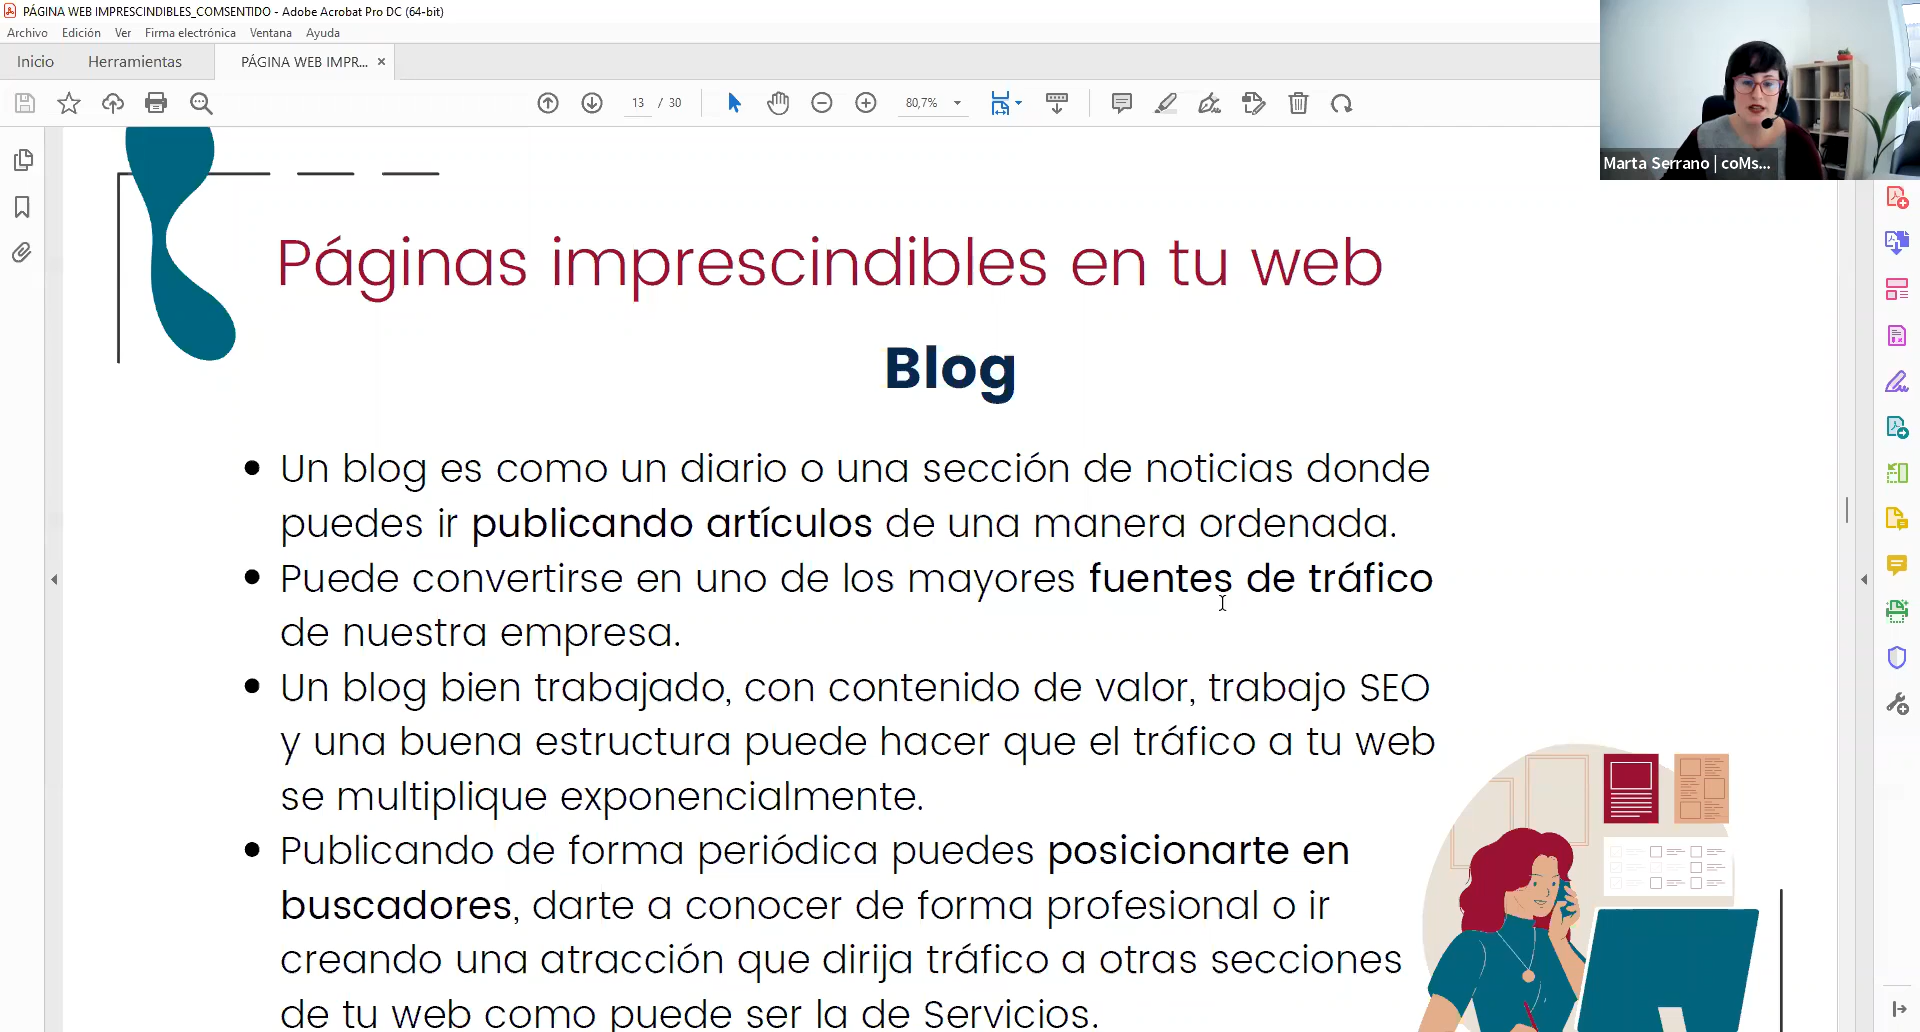 PÁGINA WEB IMPRESCINDIBLES_COMSENTIDO - Adobe Acrobat Pro DC (64-bit)
Archivo Edición Ver Firma electrónica Ventana Ayuda
Inicio Herramientas PÁGINA WEB IMPR... ×
13 / 30 80,7%
Marta Serrano | coMs...
Páginas imprescindibles en tu web
Blog
• Un blog es como un diario o una sección de noticias donde
puedes ir publicando artículos de una manera ordenada.
• Puede convertirse en uno de los mayores fuentes de tráfico
de nuestra empresa.
• Un blog bien trabajado, con contenido de valor, trabajo SEO
y una buena estructura puede hacer que el tráfico a tu web
se multiplique exponencialmente.
• Publicando de forma periódica puedes posicionarte en
buscadores, darte a conocer de forma profesional o ir
creando una atracción que dirija tráfico a otras secciones
de tu web como puede ser la de Servicios.